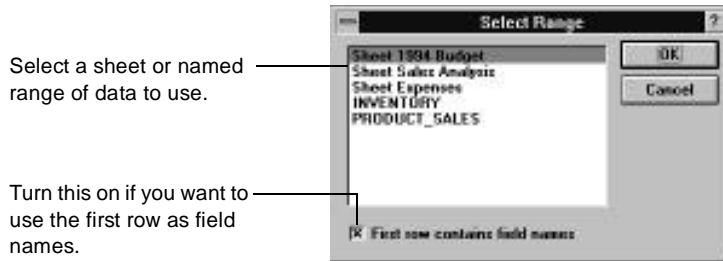 Select Range ?
Select a sheet or named
range of data to use.
Sheet 1994 Budget
Sheet Sales Analysis
Sheet Expenses
INVENTORY
PRODUCT_SALES
OK
Cancel
Turn this on if you want to
use the first row as field
names.
First row contains field names